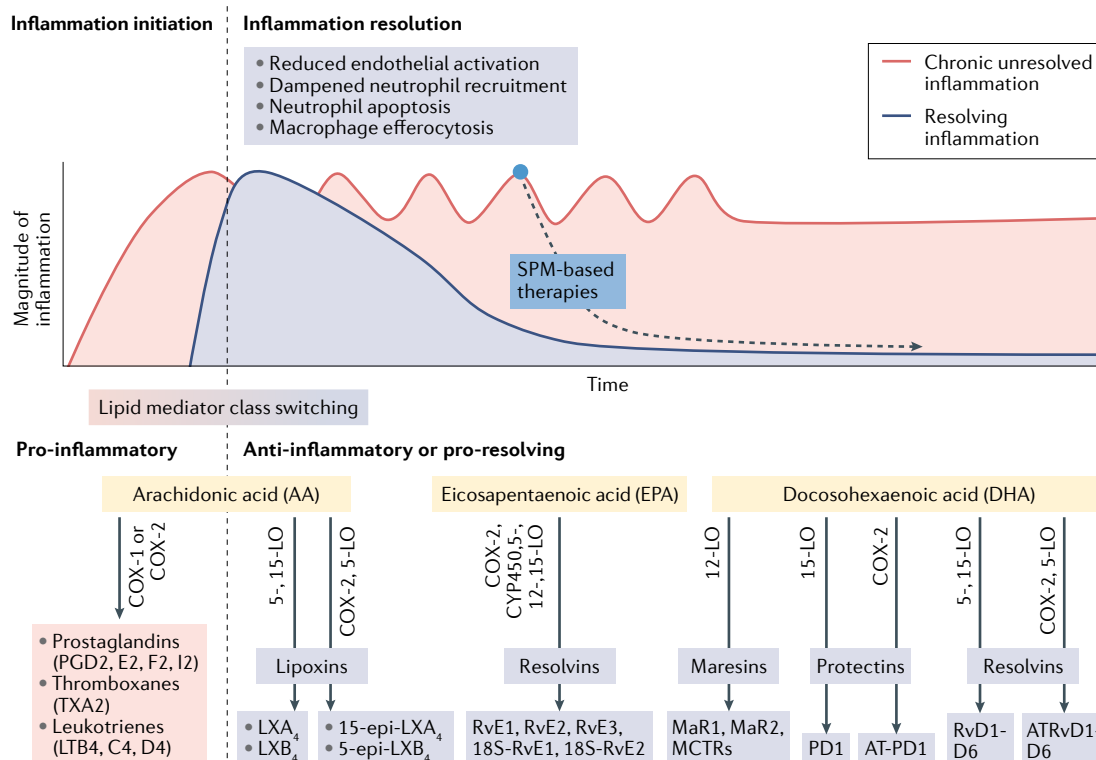 Inflammation initiation
Inflammation resolution
• Reduced endothelial activation
• Dampened neutrophil recruitment
• Neutrophil apoptosis
• Macrophage efferocytosis
Chronic unresolved
inflammation
Resolving
inflammation
Magnitude of
inflammation
SPM-based
therapies
Time
Lipid mediator class switching
Pro-inflammatory
Anti-inflammatory or pro-resolving
Arachidonic acid (AA)
Eicosapentaenoic acid (EPA)
Docosohexaenoic acid (DHA)
COX-1 or
COX-2
5-, 15-LO
COX-2, 5-LO
COX-2,
CYP450,5-,
12-,15-LO
12-LO
15-LO
COX-2
5-, 15-LO
COX-2, 5-LO
• Prostaglandins
(PGD2, E2, F2, I2)
• Thromboxanes
(TXA2)
• Leukotrienes
(LTB4, C4, D4)
Lipoxins
Resolvins
Maresins
Protectins
Resolvins
• LXA₄
• LXB₄
• 15-epi-LXA₄
• 5-epi-LXB₄
RvE1, RvE2, RvE3,
18S-RvE1, 18S-RvE2
MaR1, MaR2,
MCTRs
PD1
AT-PD1
RvD1-
D6
ATRvD1-
D6